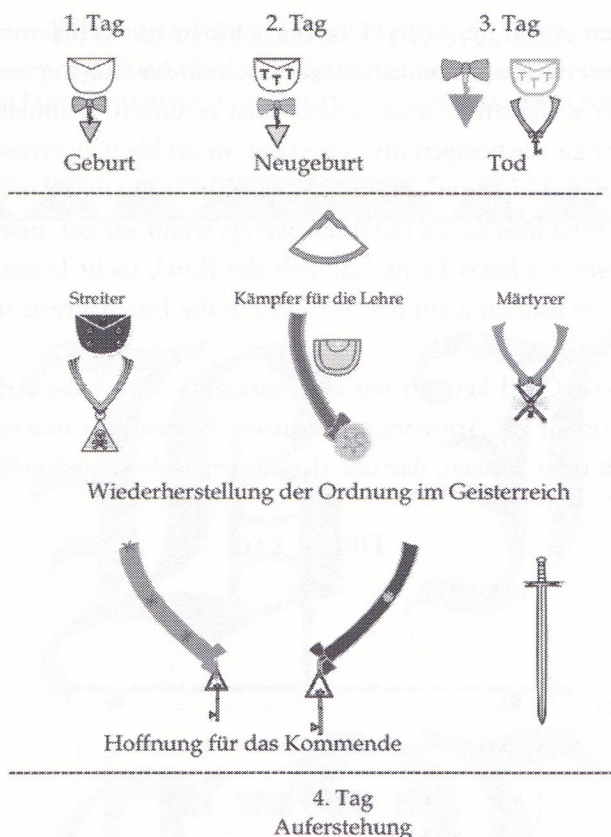 1. Tag 2. Tag 3. Tag
Geburt Neugeburt Tod
Streiter Kämpfer für die Lehre Märtyrer
Wiederherstellung der Ordnung im Geisterreich
Hoffnung für das Kommende
4. Tag
Auferstehung